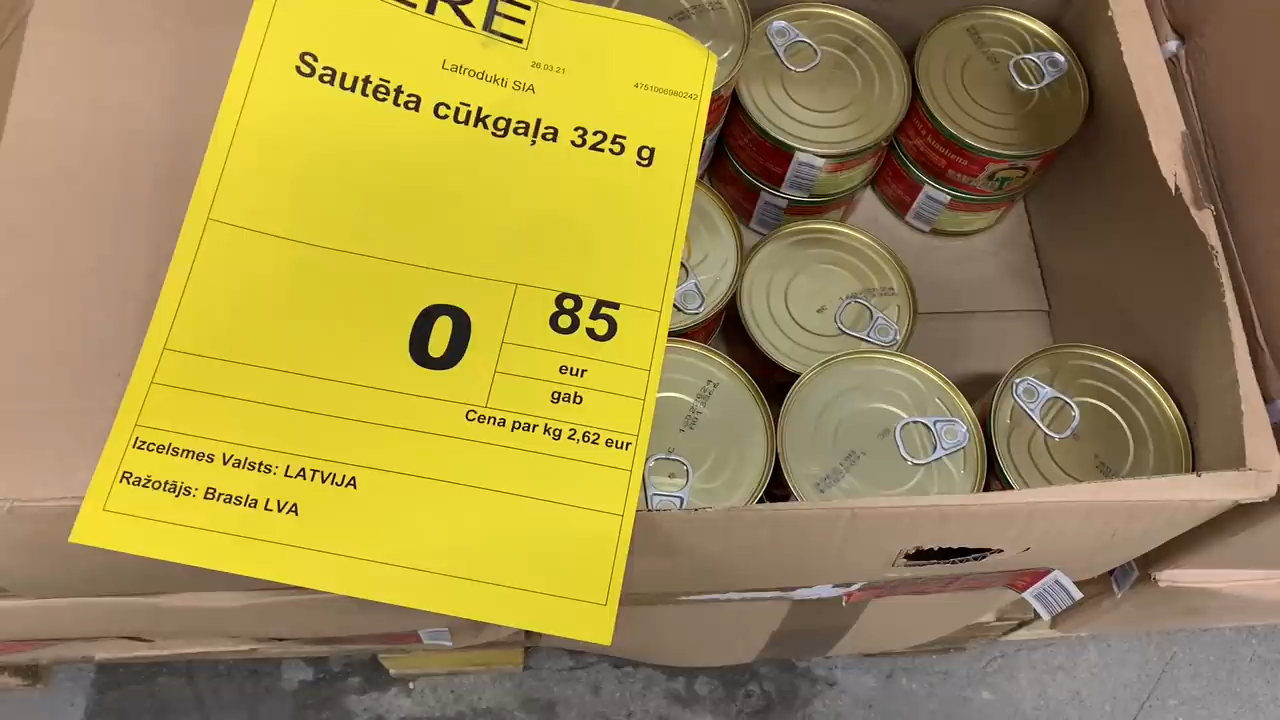 ERE
26.03.21
Latrodukti SIA
4751006980242
Sautēta cūkgaļa 325 g
0
85
eur
gab
Cena par kg 2,62 eur
Izcelsmes Valsts: LATVIJA
Ražotājs: Brasla LVA